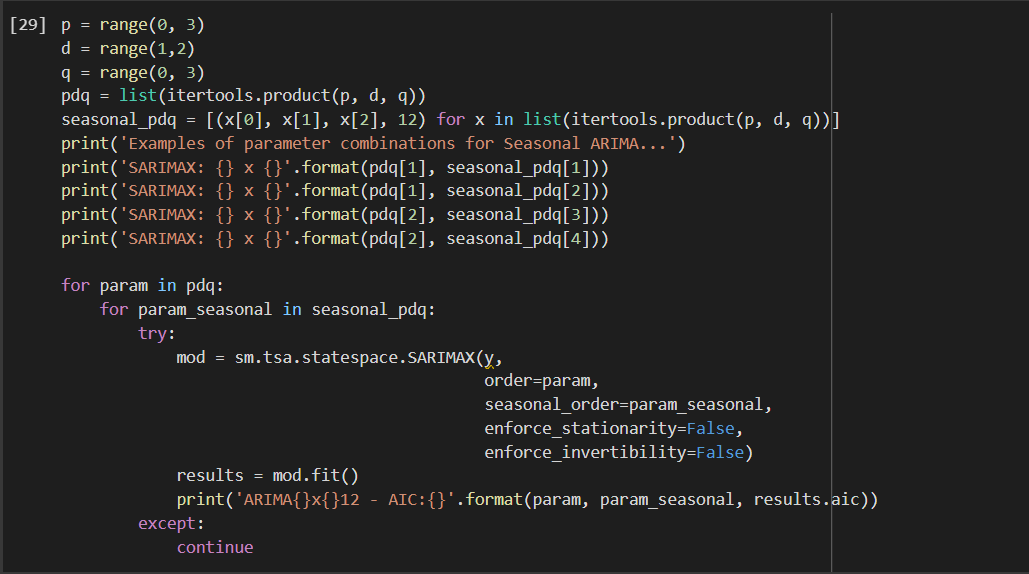 [29] p = range(0, 3)
d = range(1,2)
q = range(0, 3)
pdq = list(itertools.product(p, d, q))
seasonal_pdq = [(x[0], x[1], x[2], 12) for x in list(itertools.product(p, d, q))]
print('Examples of parameter combinations for Seasonal ARIMA...')
print('SARIMAX: {} x {}'.format(pdq[1], seasonal_pdq[1]))
print('SARIMAX: {} x {}'.format(pdq[1], seasonal_pdq[2]))
print('SARIMAX: {} x {}'.format(pdq[2], seasonal_pdq[3]))
print('SARIMAX: {} x {}'.format(pdq[2], seasonal_pdq[4]))

for param in pdq:
    for param_seasonal in seasonal_pdq:
        try:
            mod = sm.tsa.statespace.SARIMAX(y,
                                            order=param,
                                            seasonal_order=param_seasonal,
                                            enforce_stationarity=False,
                                            enforce_invertibility=False)
            results = mod.fit()
            print('ARIMA{}x{}12 - AIC:{}'.format(param, param_seasonal, results.aic))
        except:
            continue